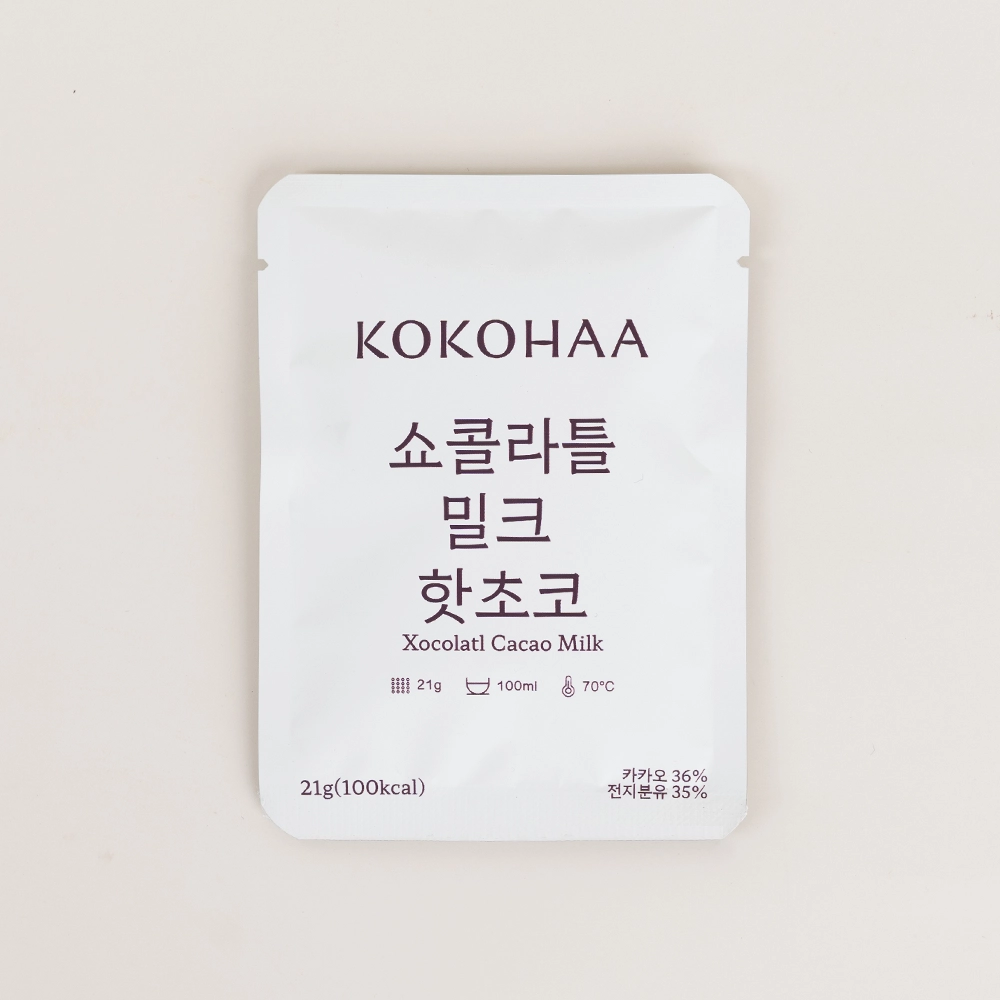 KOKOHAA
쇼콜라틀
밀크
핫초코
Xocolatl Cacao Milk
21g 100ml 70°C
21g(100kcal)
카카오 36%
전지분유 35%